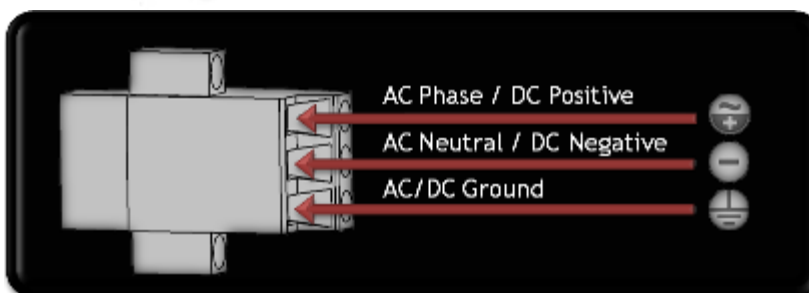 AC Phase / DC Positive
AC Neutral / DC Negative
AC/DC Ground